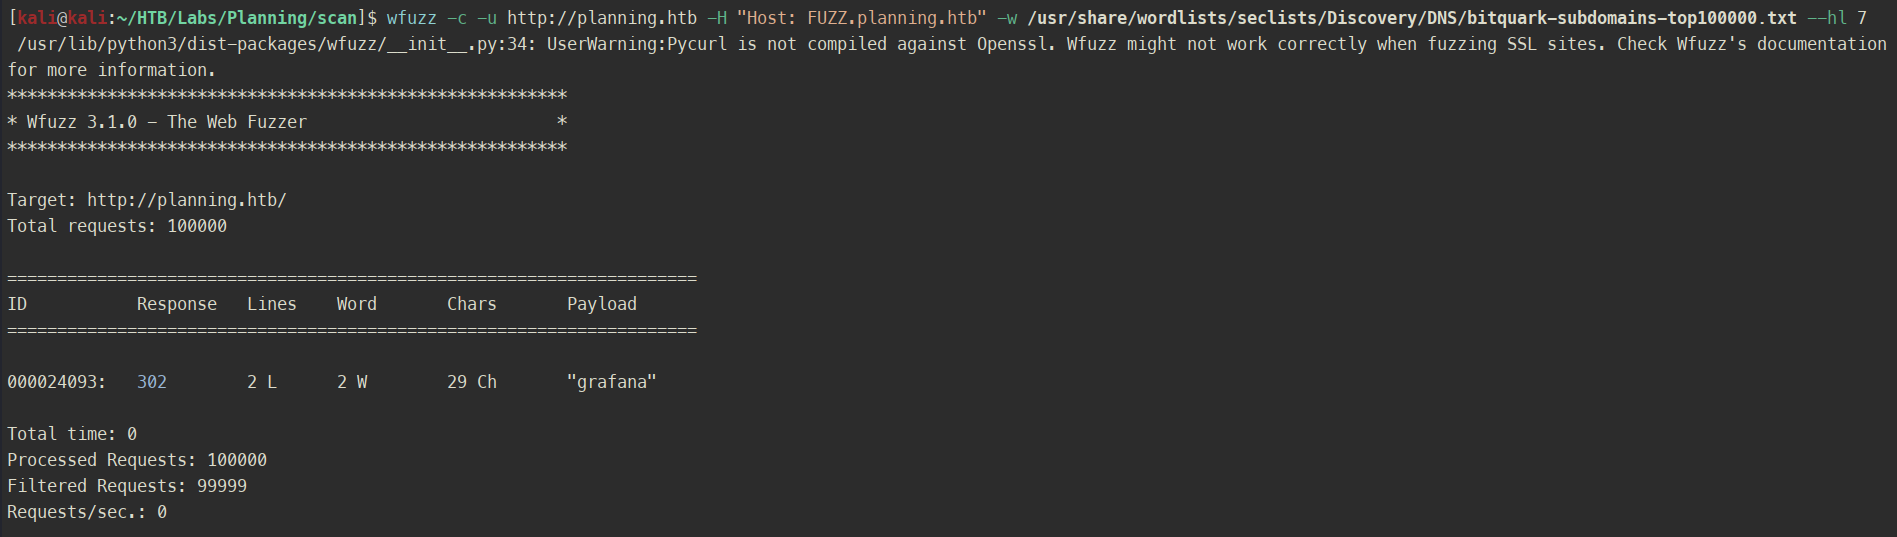 [kali@kali:~/HTB/Labs/Planning/scan]$ wfuzz -c -u http://planning.htb -H "Host: FUZZ.planning.htb" -w /usr/share/wordlists/seclists/Discovery/DNS/bitquark-subdomains-top100000.txt --hl 7
/usr/lib/python3/dist-packages/wfuzz/__init__.py:34: UserWarning:Pycurl is not compiled against Openssl. Wfuzz might not work correctly when fuzzing SSL sites. Check Wfuzz's documentation
for more information.
********************************************************
* Wfuzz 3.1.0 - The Web Fuzzer                         *
********************************************************
Target: http://planning.htb/
Total requests: 100000
=====================================================================
ID           Response   Lines    Word       Chars       Payload
=====================================================================
000024093:   302        2 L      2 W        29 Ch       "grafana"
Total time: 0
Processed Requests: 100000
Filtered Requests: 99999
Requests/sec.: 0